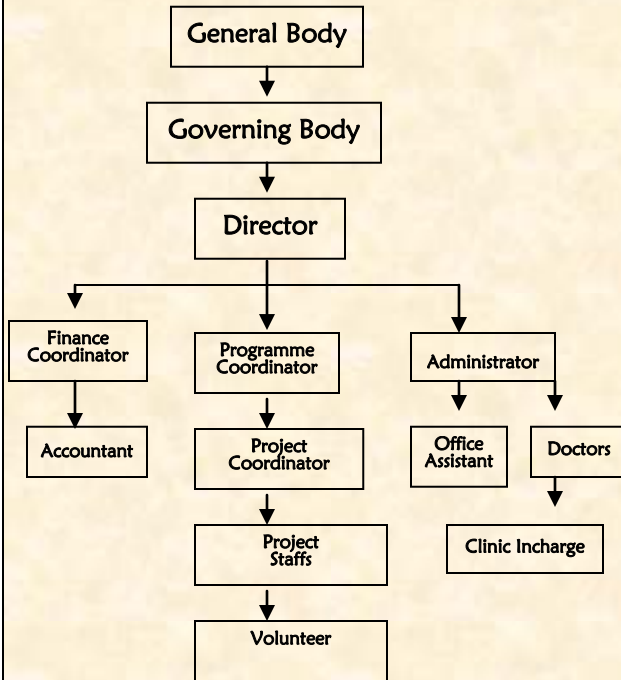 General Body
Governing Body
Director
Finance
Coordinator
Programme
Coordinator
Administrator
Accountant
Project
Coordinator
Office
Assistant
Doctors
Project
Staffs
Clinic Incharge
Volunteer